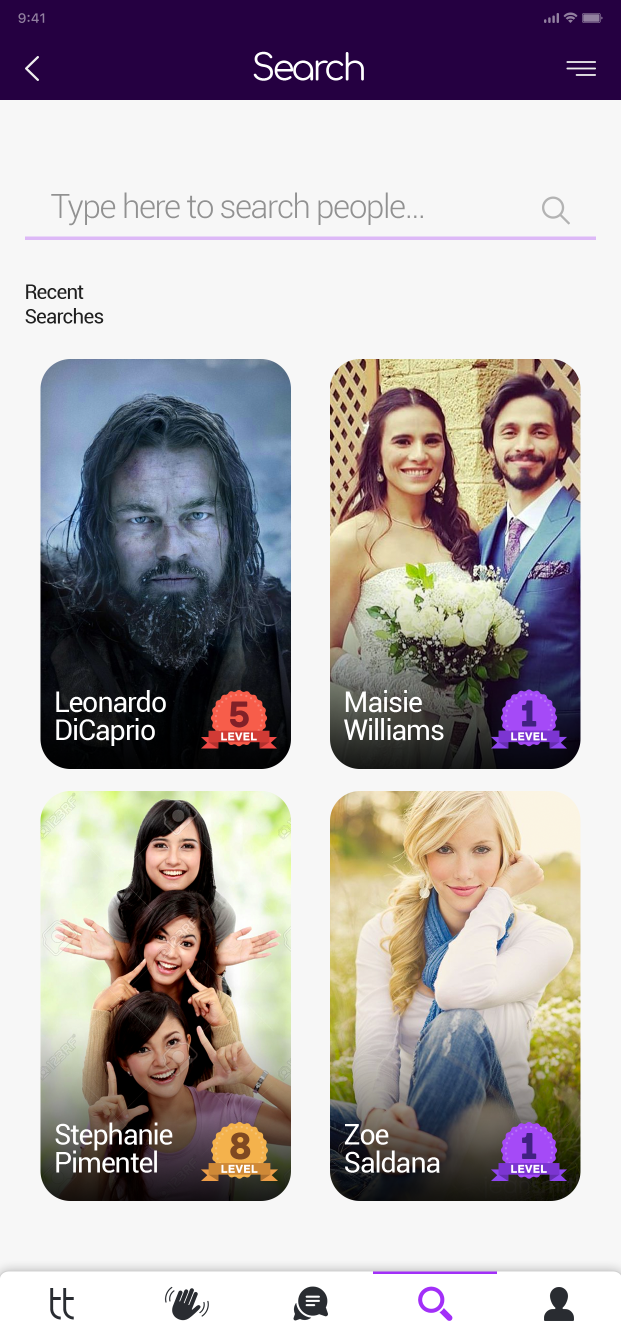 9:41
Search
Type here to search people...
Recent
Searches
Leonardo
DiCaprio
5
LEVEL
Maisie
Williams
1
LEVEL
Stephanie
Pimentel
8
LEVEL
Zoe
Saldana
1
LEVEL
tt